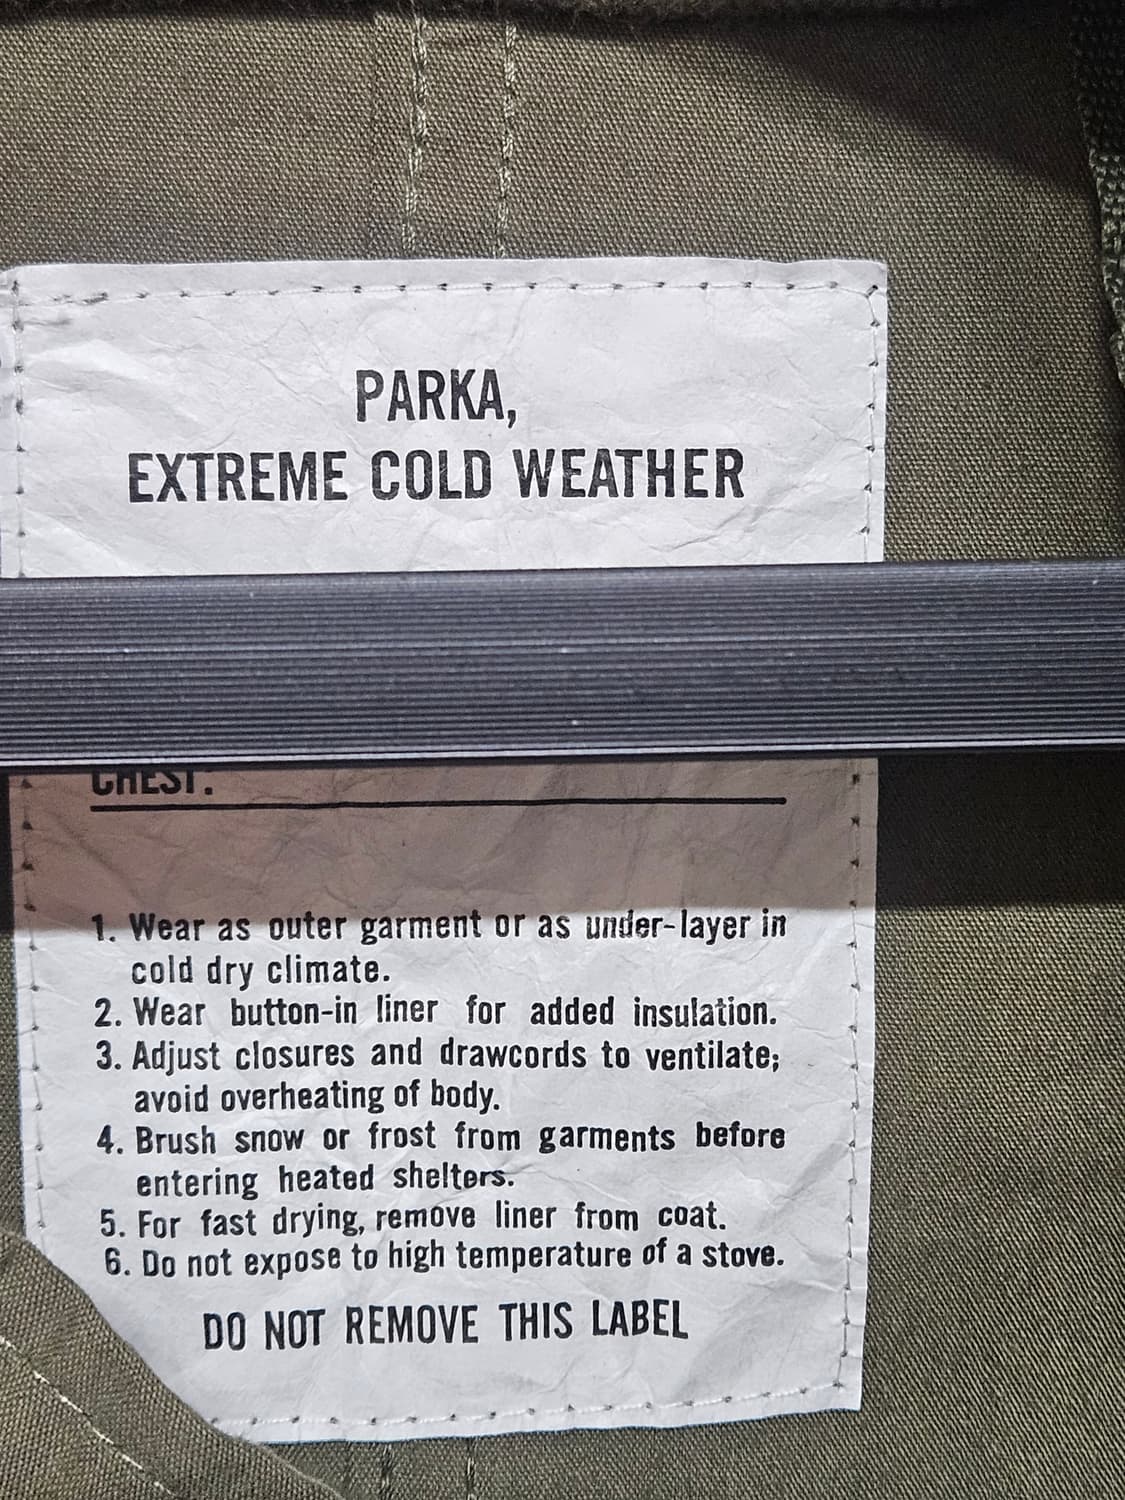 PARKA,
EXTREME COLD WEATHER
CHEST:
1. Wear as outer garment or as under-layer in
cold dry climate.
2. Wear button-in liner for added insulation.
3. Adjust closures and drawcords to ventilate;
avoid overheating of body.
4. Brush snow or frost from garments before
entering heated shelters.
5. For fast drying, remove liner from coat.
6. Do not expose to high temperature of a stove.
DO NOT REMOVE THIS LABEL